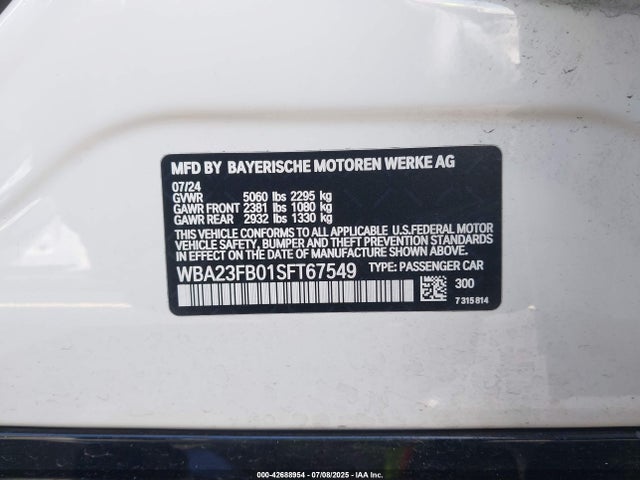 MFD BY BAYERISCHE MOTOREN WERKE AG
07/24
GVWR 5060 lbs 2295 kg
GAWR FRONT 2381 lbs 1080 kg
GAWR REAR 2932 lbs 1330 kg
THIS VEHICLE CONFORMS TO ALL APPLICABLE U.S.FEDERAL MOTOR
VEHICLE SAFETY, BUMPER, AND THEFT PREVENTION STANDARDS IN
EFFECT ON THE DATE OF MANUFACTURE SHOWN ABOVE.
WBA23FB01SFT67549 TYPE: PASSENGER CAR
300
7 315 814
000-42688954 - 07/08/2025 - IAA Inc.